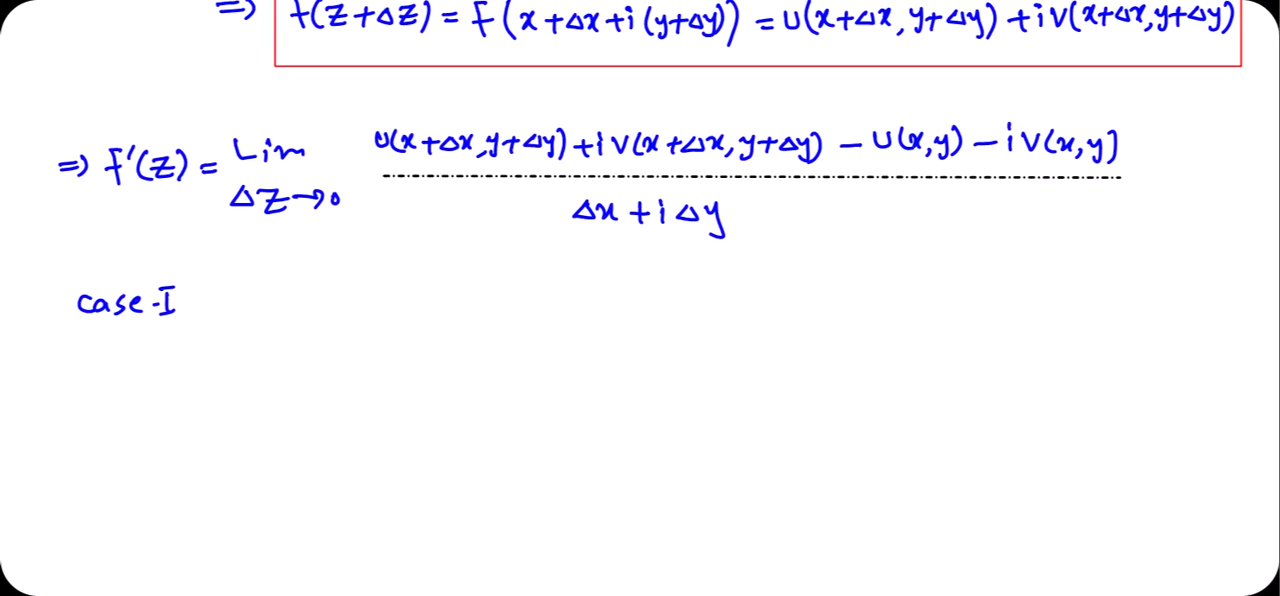 => f(z+Δz) = f(x+Δx+i(y+Δy)) = u(x+Δx, y+Δy) + iv(x+Δx, y+Δy)
=> f'(z) = Lim Δz→0 u(x+Δx, y+Δy) + iv(x+Δx, y+Δy) - u(x,y) - iv(x,y) / Δx + iΔy
case-I